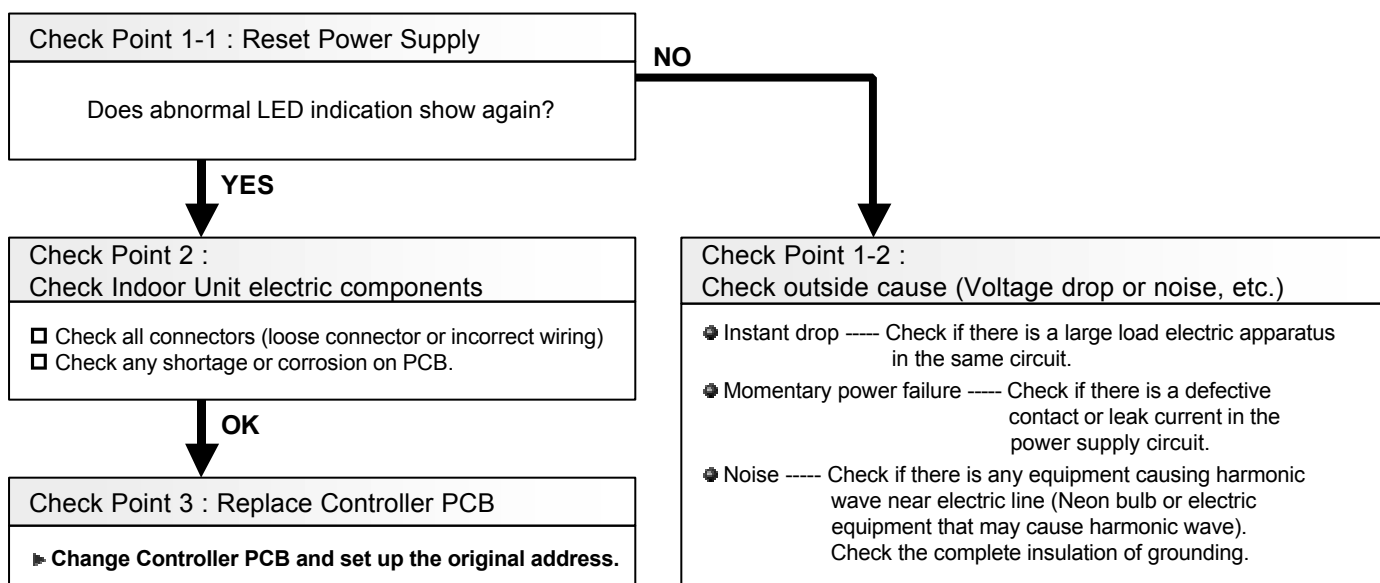 Check Point 1-1 : Reset Power Supply
Does abnormal LED indication show again?
NO
YES
Check Point 2 :
Check Indoor Unit electric components
Check all connectors (loose connector or incorrect wiring)
Check any shortage or corrosion on PCB.
OK
Check Point 3 : Replace Controller PCB
Change Controller PCB and set up the original address.
Check Point 1-2 :
Check outside cause (Voltage drop or noise, etc.)
Instant drop ----- Check if there is a large load electric apparatus
in the same circuit.
Momentary power failure ----- Check if there is a defective
contact or leak current in the
power supply circuit.
Noise ----- Check if there is any equipment causing harmonic
wave near electric line (Neon bulb or electric
equipment that may cause harmonic wave).
Check the complete insulation of grounding.